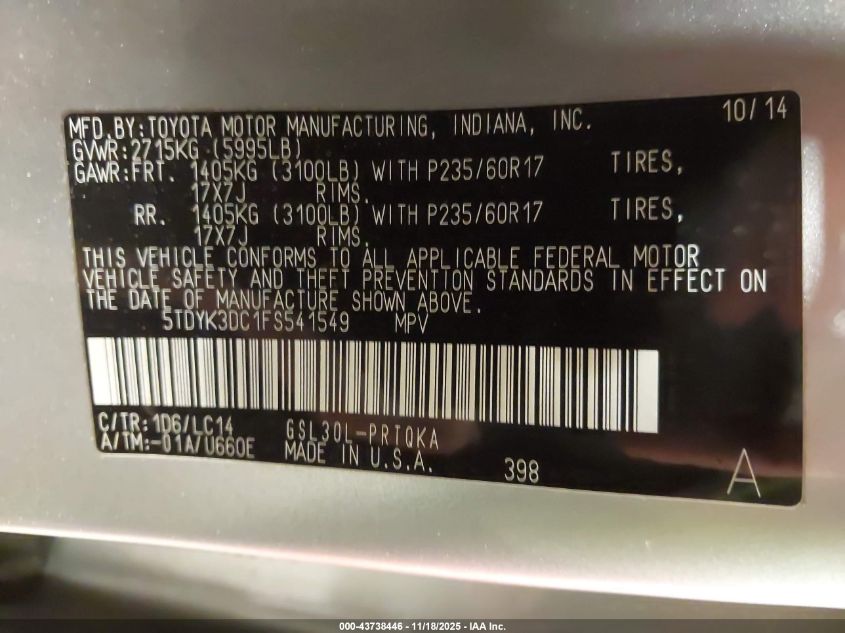 10/14
MFD.BY:TOYOTA MOTOR MANUFACTURING, INDIANA, INC.
GVWR:2715KG (5995LB)
GAWR:FRT. 1405KG (3100LB) WITH P235/60R17 TIRES,
17X7J RIMS.
RR. 1405KG (3100LB) WITH P235/60R17 TIRES,
17X7J RIMS.
THIS VEHICLE CONFORMS TO ALL APPLICABLE FEDERAL MOTOR
VEHICLE SAFETY AND THEFT PREVENTION STANDARDS IN EFFECT ON
THE DATE OF MANUFACTURE SHOWN ABOVE.
5TDYK3DC1FS541549 MPV
C/TR:1D6/LC14 GSL30L-PRTQKA
A/TM:-01A/U660E MADE IN U.S.A.
398 A
000-43738446 - 11/18/2025 - IAA Inc.